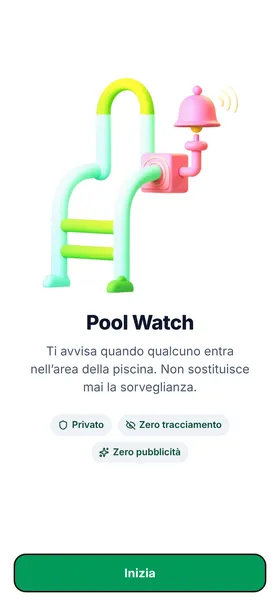 Pool Watch
Ti avvisa quando qualcuno entra
nell'area della piscina. Non sostituisce
mai la sorveglianza.
Privato
Zero tracciamento
Zero pubblicità
Inizia